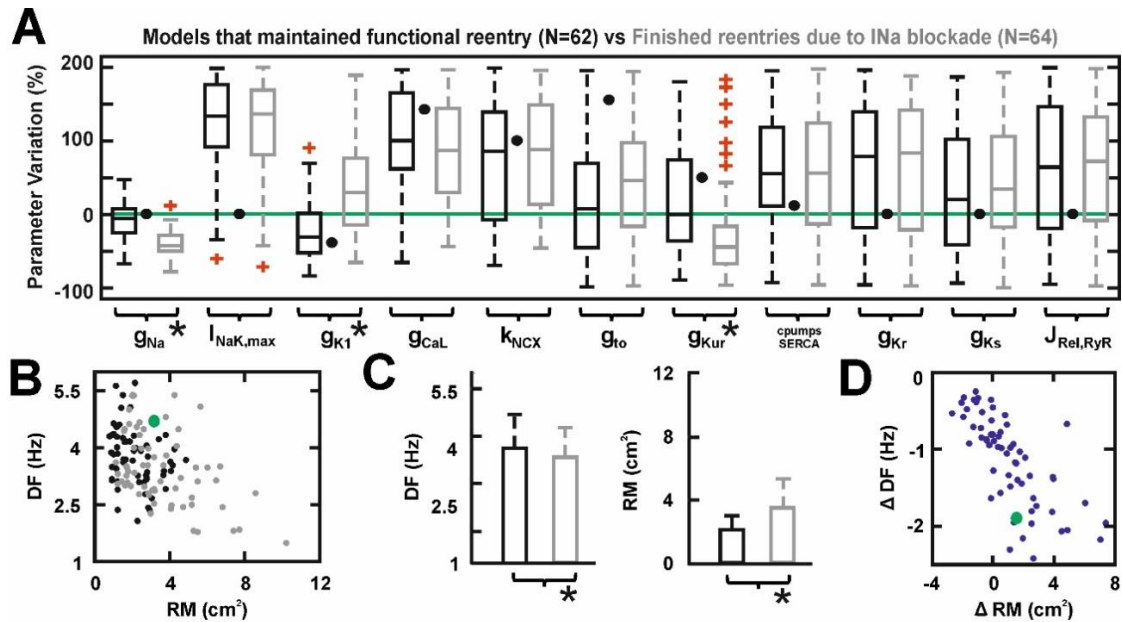 A
Models that maintained functional reentry (N=62) vs Finished reentries due to INa blockade (N=64)
Parameter Variation (%)
200
100
0
-100
gNa* INaK,max gK1* gCaL kNCX gto gKur* cpumps SERCA gKr gKs JRel,RyR
B
DF (Hz)
5.5
4
2.5
1
0 4 8 12
RM (cm²)
C
DF (Hz)
5.5
4
2.5
1
*
RM (cm²)
12
8
4
0
*
D
Δ DF (Hz)
0
-1
-2
-4 0 4 8
Δ RM (cm²)